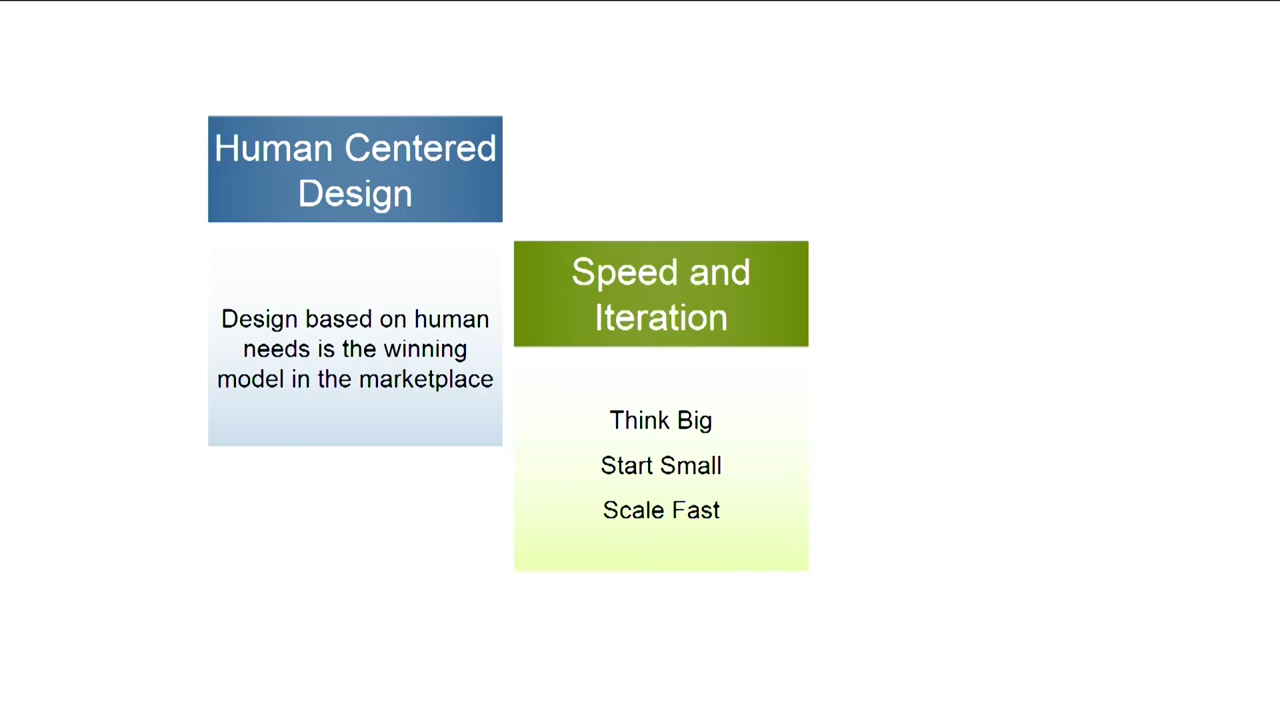 Human Centered
Design
Design based on human
needs is the winning
model in the marketplace
Speed and
Iteration
Think Big
Start Small
Scale Fast